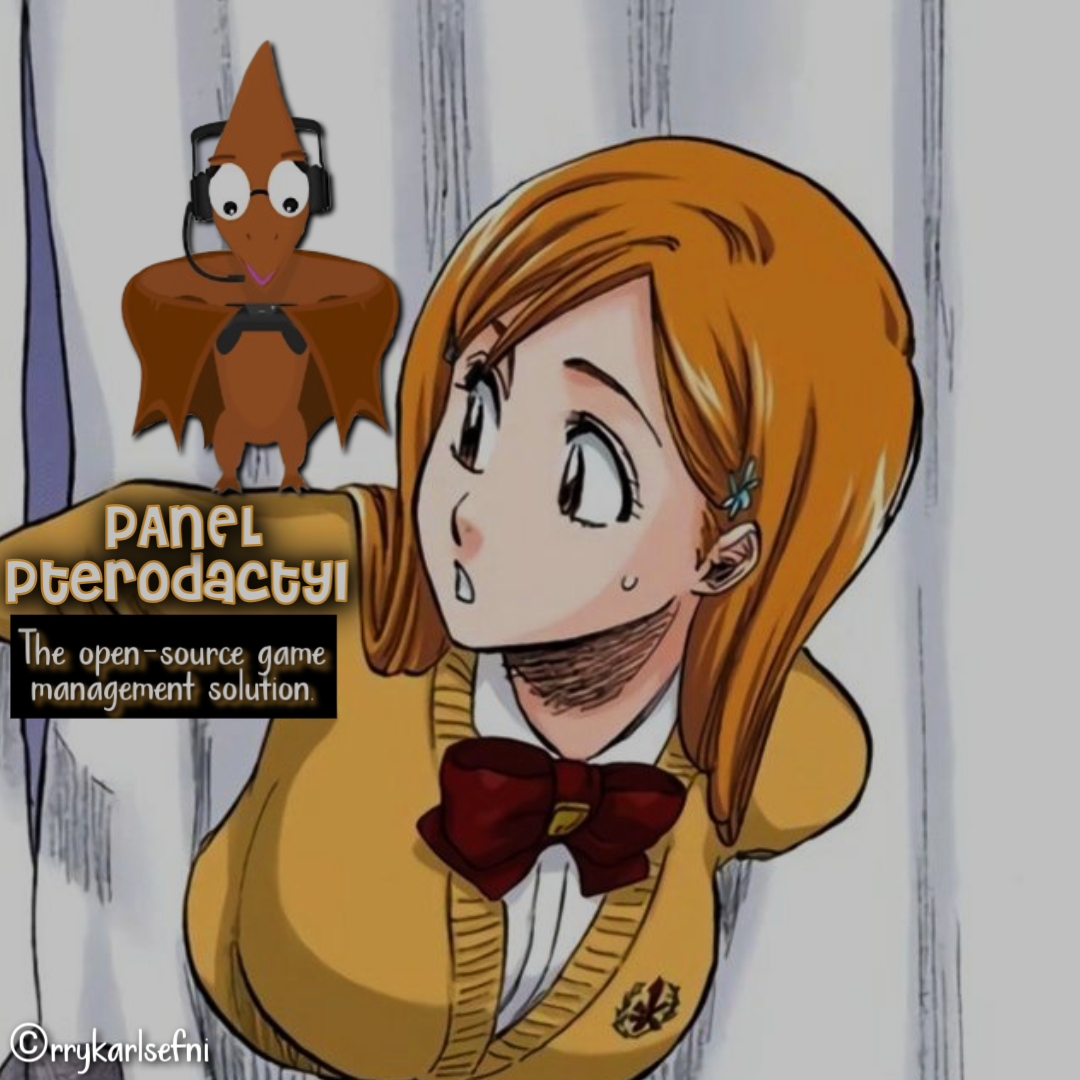 PANEL
Pterodactyl
The open-source game
management solution.
©rrykarlsefni